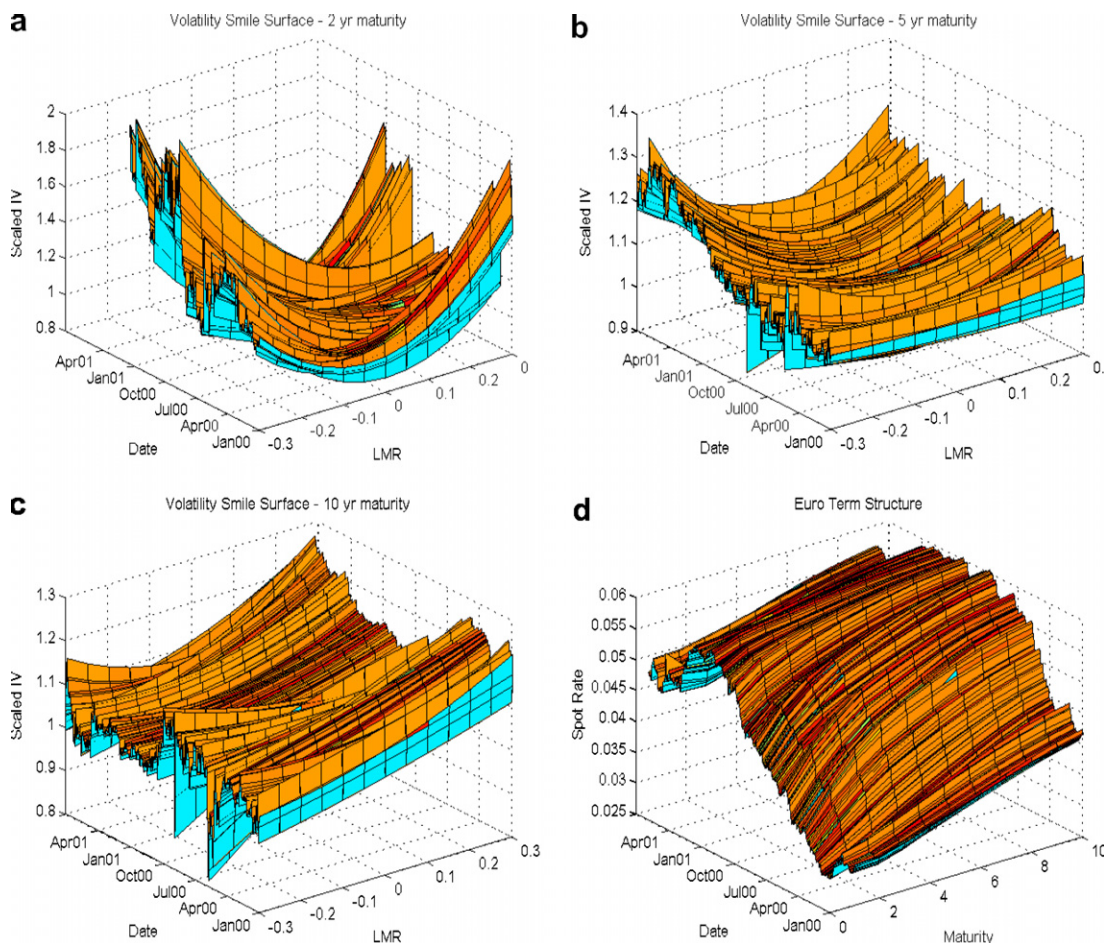 a
Volatility Smile Surface - 2 yr maturity
Scaled IV
2
1.8
1.6
1.4
1.2
1
0.8
Apr01
Jan01
Oct00
Jul00
Apr00
Jan00
Date
-0.3
-0.2
-0.1
0
0.1
0.2
0
LMR
b
Volatility Smile Surface - 5 yr maturity
Scaled IV
1.4
1.3
1.2
1.1
1
0.9
Apr01
Jan01
Oct00
Jul00
Apr00
Jan00
Date
-0.3
-0.2
-0.1
0
0.1
0.2
0.
LMR
c
Volatility Smile Surface - 10 yr maturity
Scaled IV
1.3
1.2
1.1
1
0.9
0.8
Apr01
Jan01
Oct00
Jul00
Apr00
Jan00
Date
-0.3
-0.2
-0.1
0
0.1
0.2
0.3
LMR
d
Euro Term Structure
Spot Rate
0.06
0.055
0.05
0.045
0.04
0.035
0.03
0.025
Apr01
Jan01
Oct00
Jul00
Apr00
Jan00
Date
0
2
4
6
8
10
Maturity